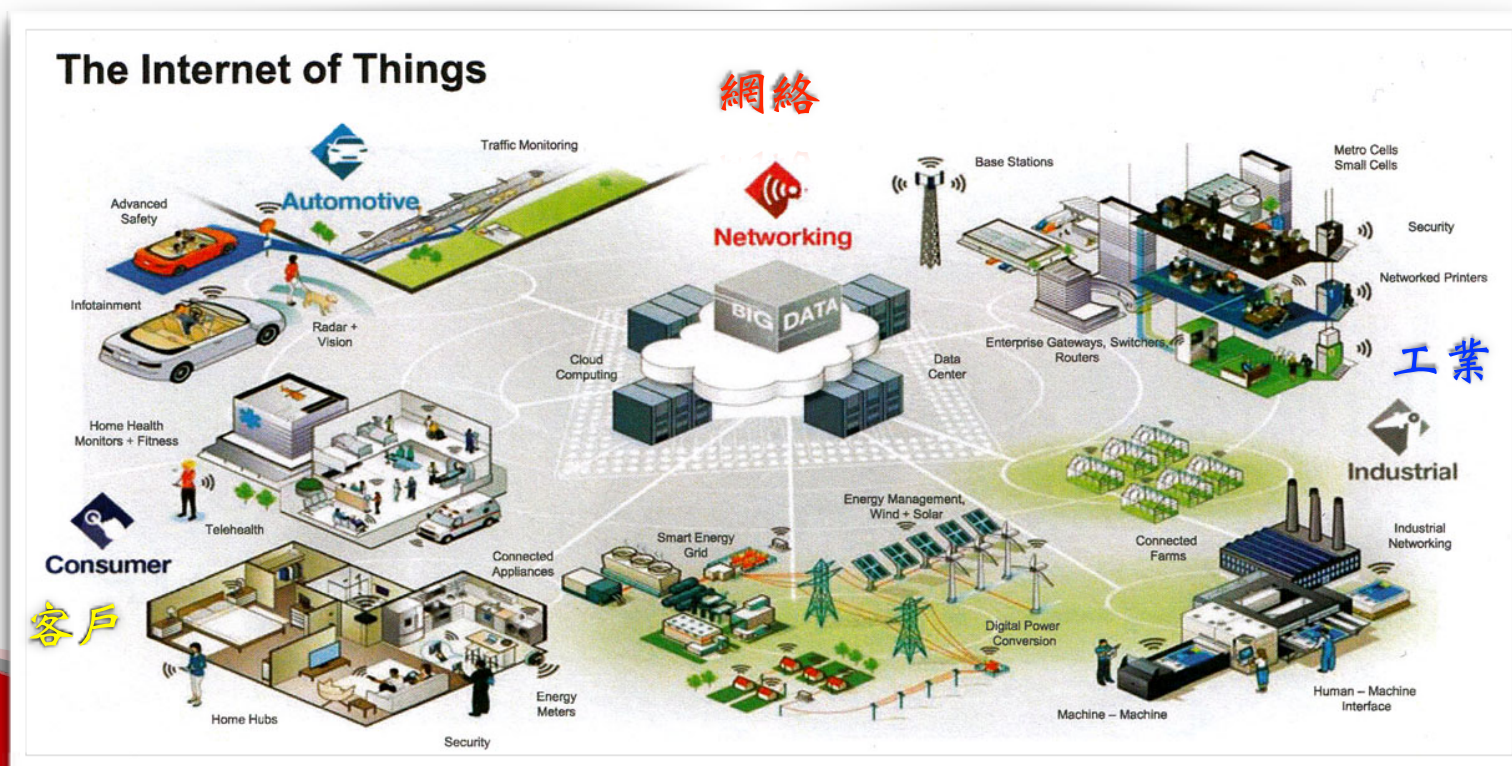 The Internet of Things
網絡
Automotive
Traffic Monitoring
Advanced
Safety
Infotainment
Radar +
Vision
Networking
Base Stations
Metro Cells
Small Cells
Security
Networked Printers
Enterprise Gateways, Switchers,
Routers
工業
BIG DATA
Cloud
Computing
Data
Center
Home Health
Monitors + Fitness
Telehealth
Consumer
客戶
Connected
Appliances
Home Hubs
Security
Energy
Meters
Smart Energy
Grid
Energy Management,
Wind + Solar
Digital Power
Conversion
Industrial
Connected
Farms
Industrial
Networking
Machine – Machine
Human – Machine
Interface